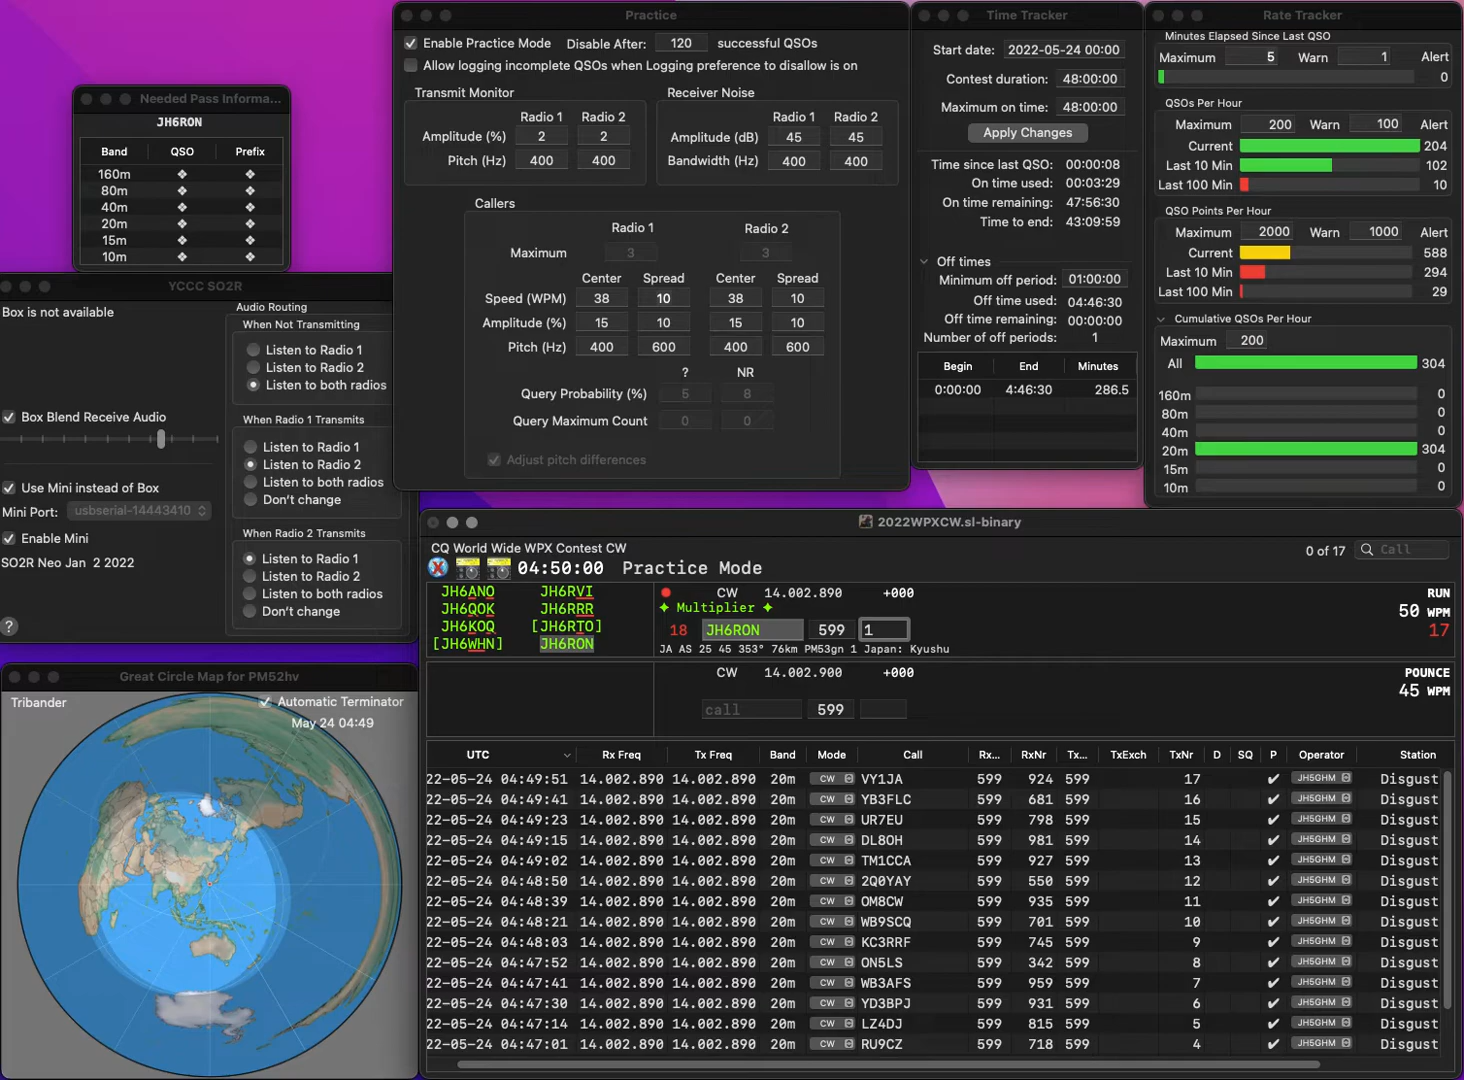 Needed Pass Informa...
JH6RON
Band QSO Prefix
160m ❖ ❖
80m ❖ ❖
40m ❖ ❖
20m ❖ ❖
15m ❖ ❖
10m ❖ ❖
YCCC SO2R
Box is not available
Box Blend Receive Audio
Use Mini instead of Box
Mini Port: usbserial-14443410
Enable Mini
SO2R Neo Jan 2 2022
?
Audio Routing
When Not Transmitting
Listen to Radio 1
Listen to Radio 2
Listen to both radios
When Radio 1 Transmits
Listen to Radio 1
Listen to Radio 2
Listen to both radios
Don't change
When Radio 2 Transmits
Listen to Radio 1
Listen to Radio 2
Listen to both radios
Don't change
Great Circle Map for PM52hv
Tribander
Automatic Terminator
May 24 04:49
Practice
Enable Practice Mode Disable After: 120 successful QSOs
Allow logging incomplete QSOs when Logging preference to disallow is on
Transmit Monitor
Radio 1 Radio 2
Amplitude (%) 2 2
Pitch (Hz) 400 400
Receiver Noise
Radio 1 Radio 2
Amplitude (dB) 45 45
Bandwidth (Hz) 400 400
Callers
Radio 1 Radio 2
Maximum 3 3
Center Spread Center Spread
Speed (WPM) 38 10 38 10
Amplitude (%) 15 10 15 10
Pitch (Hz) 400 600 400 600
? NR
Query Probability (%) 5 8
Query Maximum Count 0 0
Adjust pitch differences
Time Tracker
Start date: 2022-05-24 00:00
Contest duration: 48:00:00
Maximum on time: 48:00:00
Apply Changes
Time since last QSO: 00:00:08
On time used: 00:03:29
On time remaining: 47:56:30
Time to end: 43:09:59
Off times
Minimum off period: 01:00:00
Off time used: 04:46:30
Off time remaining: 00:00:00
Number of off periods: 1
Begin End Minutes
0:00:00 4:46:30 286.5
Rate Tracker
Minutes Elapsed Since Last QSO
Maximum 5 Warn 1 Alert
0
QSOs Per Hour
Maximum 200 Warn 100 Alert
Current 204
Last 10 Min 102
Last 100 Min 10
QSO Points Per Hour
Maximum 2000 Warn 1000 Alert
Current 588
Last 10 Min 294
Last 100 Min 29
Cumulative QSOs Per Hour
Maximum 200
All 304
160m 0
80m 0
40m 0
20m 304
15m 0
10m 0
2022WPXCW.sl-binary
CQ World Wide WPX Contest CW
0 of 17 Call
04:50:00 Practice Mode
JH6ANO JH6RVI
JH6QOK JH6RRR
JH6KOQ [JH6RTO]
[JH6WHN] JH6RON
CW 14.002.890 +000
✦ Multiplier ✦
18 JH6RON 599 1
JA AS 25 45 353° 76km PM53gn 1 Japan: Kyushu
RUN
50 WPM
17
CW 14.002.900 +000
call 599
POUNCE
45 WPM
UTC Rx Freq Tx Freq Band Mode Call Rx... RxNr Tx... TxExch TxNr D SQ P Operator Station
22-05-24 04:49:51 14.002.890 14.002.890 20m CW VY1JA 599 924 599 17 ✔ JH5GHM Disgust
22-05-24 04:49:41 14.002.890 14.002.890 20m CW YB3FLC 599 681 599 16 ✔ JH5GHM Disgust
22-05-24 04:49:23 14.002.890 14.002.890 20m CW UR7EU 599 798 599 15 ✔ JH5GHM Disgust
22-05-24 04:49:15 14.002.890 14.002.890 20m CW DL8OH 599 981 599 14 ✔ JH5GHM Disgust
22-05-24 04:49:02 14.002.890 14.002.890 20m CW TM1CCA 599 927 599 13 ✔ JH5GHM Disgust
22-05-24 04:48:50 14.002.890 14.002.890 20m CW 2Q0YAY 599 550 599 12 ✔ JH5GHM Disgust
22-05-24 04:48:39 14.002.890 14.002.890 20m CW OM8CW 599 935 599 11 ✔ JH5GHM Disgust
22-05-24 04:48:21 14.002.890 14.002.890 20m CW WB9SCQ 599 701 599 10 ✔ JH5GHM Disgust
22-05-24 04:48:03 14.002.890 14.002.890 20m CW KC3RRF 599 745 599 9 ✔ JH5GHM Disgust
22-05-24 04:47:52 14.002.890 14.002.890 20m CW ON5LS 599 342 599 8 ✔ JH5GHM Disgust
22-05-24 04:47:41 14.002.890 14.002.890 20m CW WB3AFS 599 959 599 7 ✔ JH5GHM Disgust
22-05-24 04:47:30 14.002.890 14.002.890 20m CW YD3BPJ 599 931 599 6 ✔ JH5GHM Disgust
22-05-24 04:47:14 14.002.890 14.002.890 20m CW LZ4DJ 599 815 599 5 ✔ JH5GHM Disgust
22-05-24 04:47:01 14.002.890 14.002.890 20m CW RU9CZ 599 718 599 4 ✔ JH5GHM Disgust